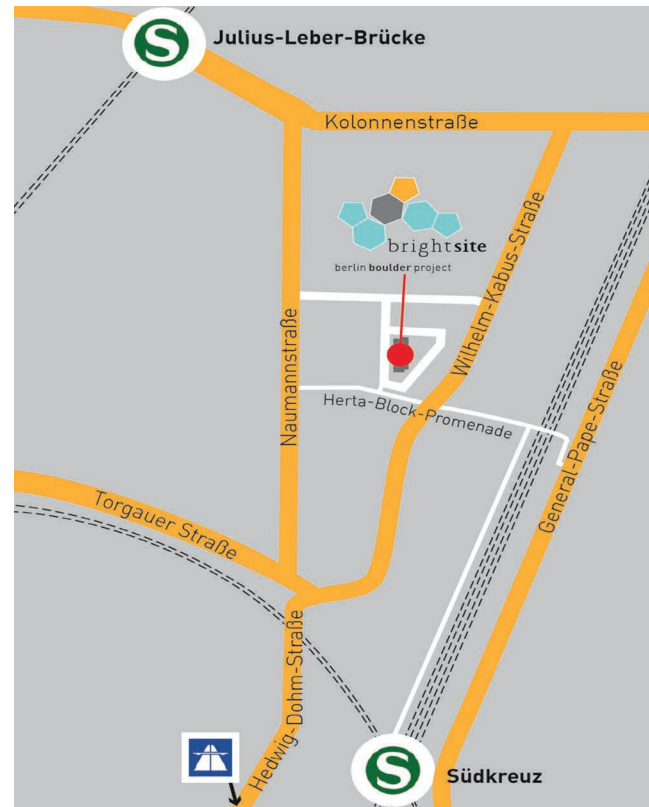 S
Julius-Leber-Brücke
Kolonnenstraße
brightsite
berlin boulder project
Wilhelm-Kabus-Straße
Naumannstraße
Herta-Block-Promenade
General-Pape-Straße
Torgauer Straße
Hedwig-Dohm-Straße
S
Südkreuz